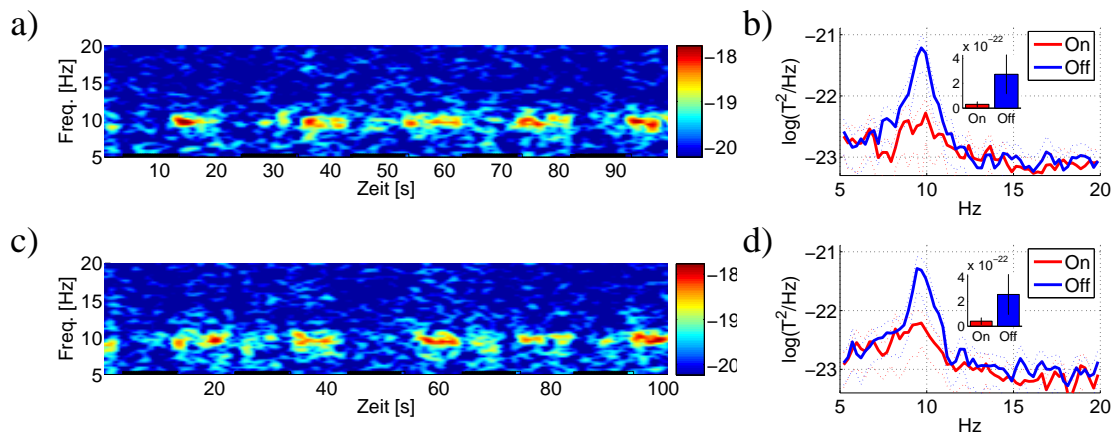 a)
20
15
10
5
Freq. [Hz]
10 20 30 40 50 60 70 80 90
Zeit [s]
−18
−19
−20
b)
−21
−22
−23
log(T²/Hz)
x 10⁻²²
4
2
0
On Off
On
Off
5 10 15 20
Hz
c)
20
15
10
5
Freq. [Hz]
20 40 60 80 100
Zeit [s]
−18
−19
−20
d)
−21
−22
−23
log(T²/Hz)
x 10⁻²²
4
2
0
On Off
On
Off
5 10 15 20
Hz